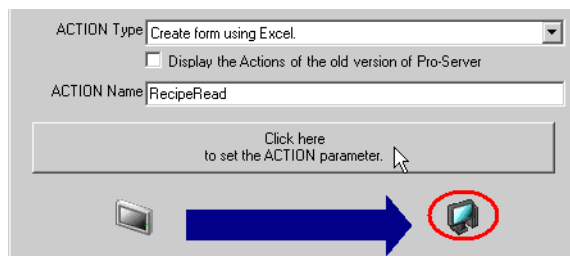 ACTION Type Create form using Excel.
Display the Actions of the old version of Pro-Server
ACTION Name RecipeRead
Click here
to set the ACTION parameter.